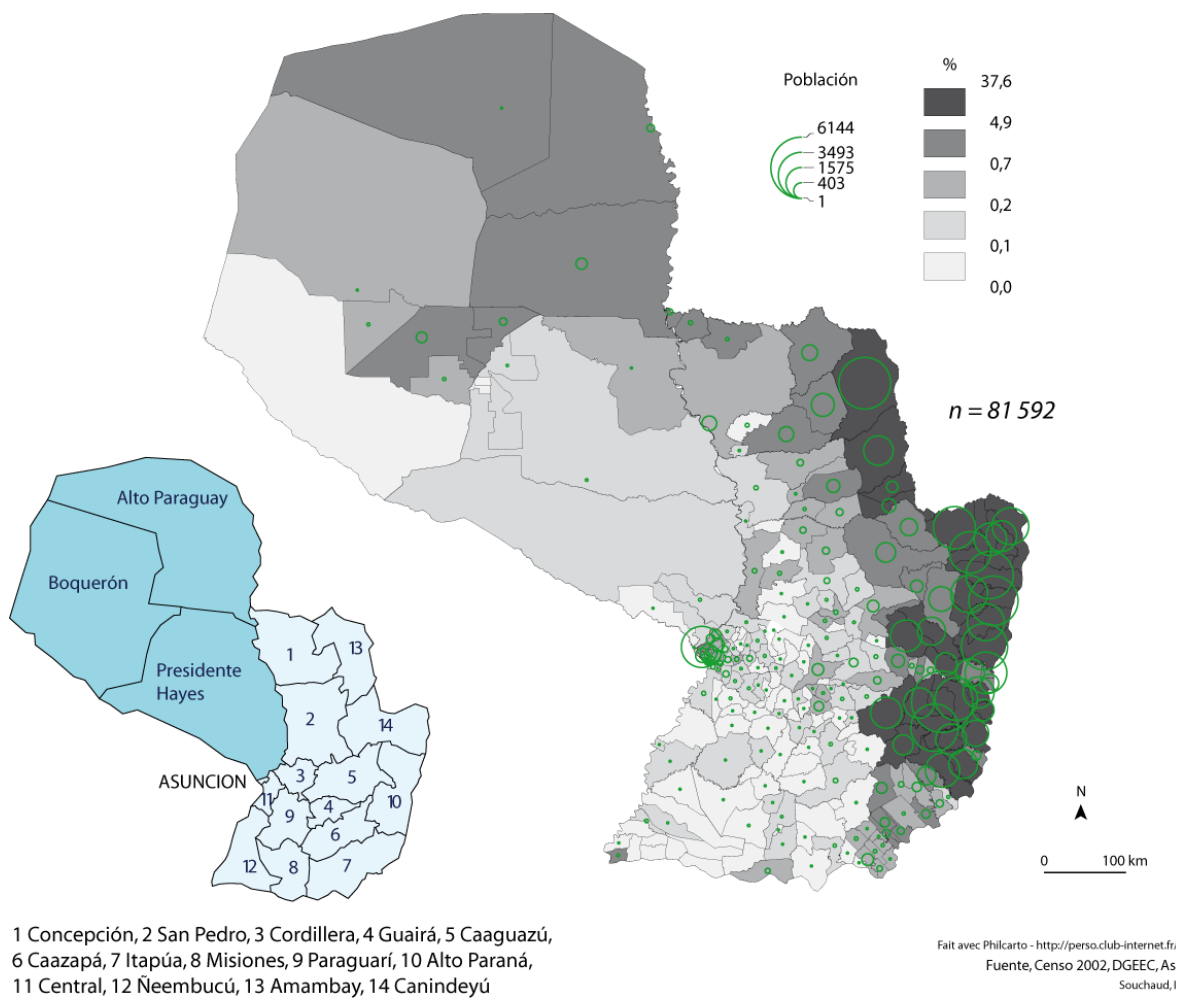 Población
6144
3493
1575
403
1
%
37,6
4,9
0,7
0,2
0,1
0,0
n = 81 592
Alto Paraguay
Boquerón
Presidente
Hayes
ASUNCION
1
13
2
14
3
5
11
4
10
9
6
12
8
7
N
0 100 km
1 Concepción, 2 San Pedro, 3 Cordillera, 4 Guairá, 5 Caaguazú,
6 Caazapá, 7 Itapúa, 8 Misiones, 9 Paraguarí, 10 Alto Paraná,
11 Central, 12 Ñeembucú, 13 Amambay, 14 Canindeyú
Fait avec Philcarto - http://perso.club-internet.fr/
Fuente, Censo 2002, DGEEC, As
Souchaud,